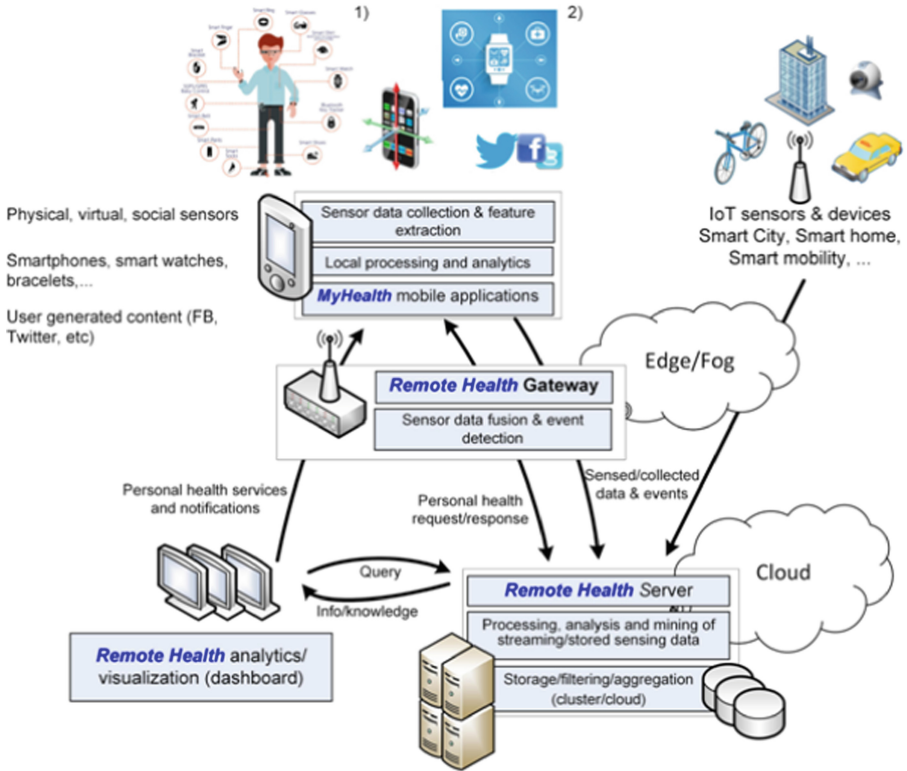 1)
2)
Smart Ring
Physical, virtual, social sensors
Smartphones, smart watches,
bracelets,...
User generated content (FB,
Twitter, etc)
Sensor data collection & feature
extraction
Local processing and analytics
MyHealth mobile applications
IoT sensors & devices
Smart City, Smart home,
Smart mobility, ...
Edge/Fog
Remote Health Gateway
Sensor data fusion & event
detection
Personal health services
and notifications
Personal health
request/response
Sensed/collected
data & events
Query
Info/knowledge
Cloud
Remote Health Server
Processing, analysis and mining of
streaming/stored sensing data
Storage/filtering/aggregation
(cluster/cloud)
Remote Health analytics/
visualization (dashboard)